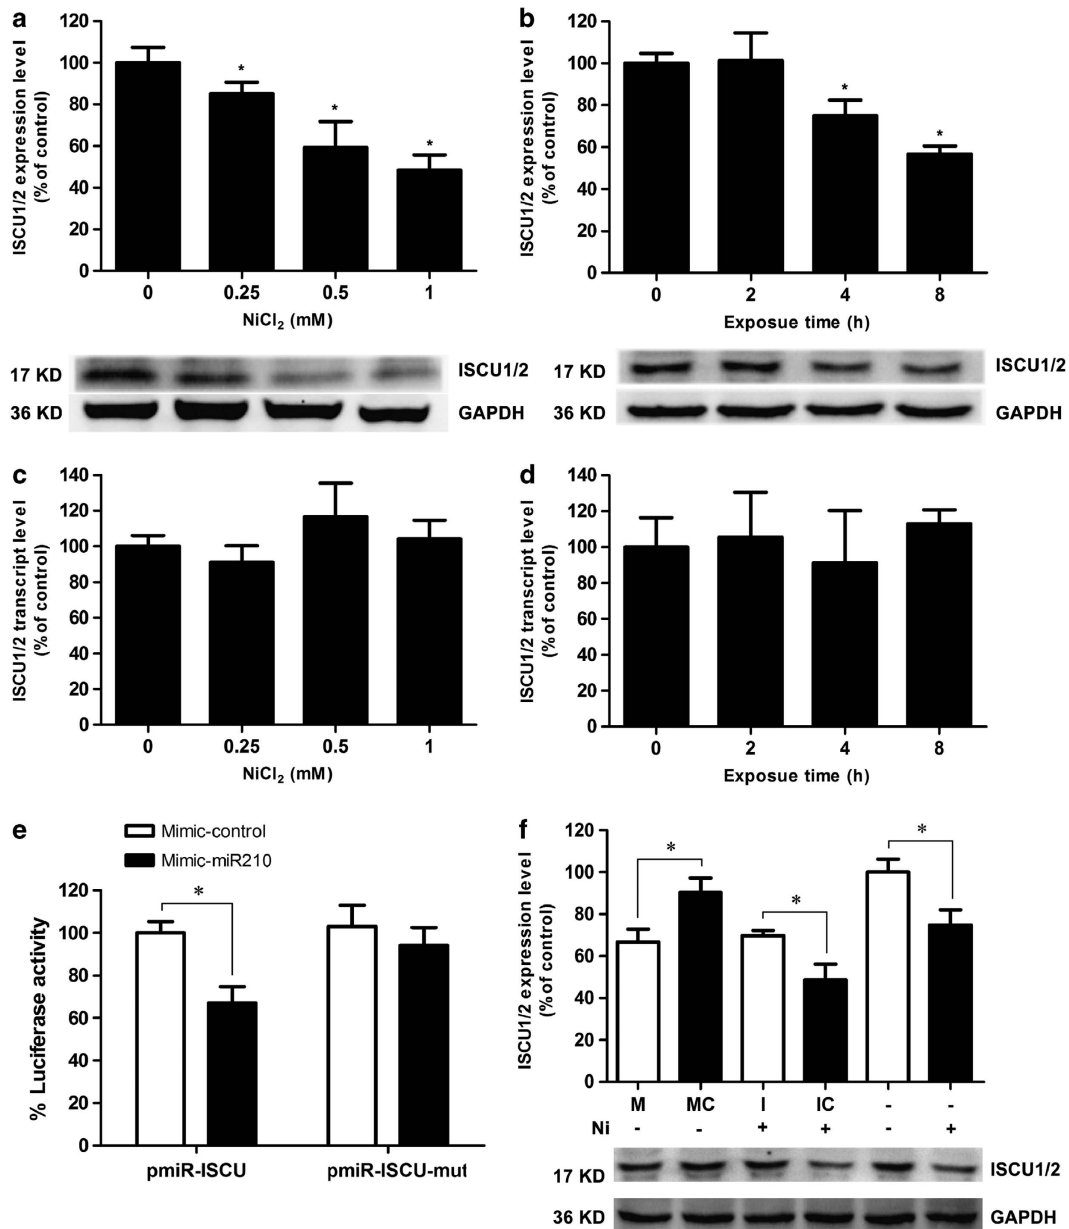 a
ISCU1/2 expression level
(% of control)
120
100
80
60
40
20
0
*
*
*
0 0.25 0.5 1
NiCl₂ (mM)
17 KD ISCU1/2
36 KD GAPDH
b
ISCU1/2 expression level
(% of control)
120
100
80
60
40
20
0
*
*
0 2 4 8
Exposue time (h)
17 KD ISCU1/2
36 KD GAPDH
c
ISCU1/2 transcript level
(% of control)
140
120
100
80
60
40
20
0
0 0.25 0.5 1
NiCl₂ (mM)
d
ISCU1/2 transcript level
(% of control)
140
120
100
80
60
40
20
0
0 2 4 8
Exposue time (h)
e
Mimic-control
Mimic-miR210
% Luciferase activity
120
100
80
60
40
20
0
*
pmiR-ISCU pmiR-ISCU-mut
f
ISCU1/2 expression level
(% of control)
120
100
80
60
40
20
0
*
*
*
M MC I IC - -
Ni - - + + - +
17 KD ISCU1/2
36 KD GAPDH